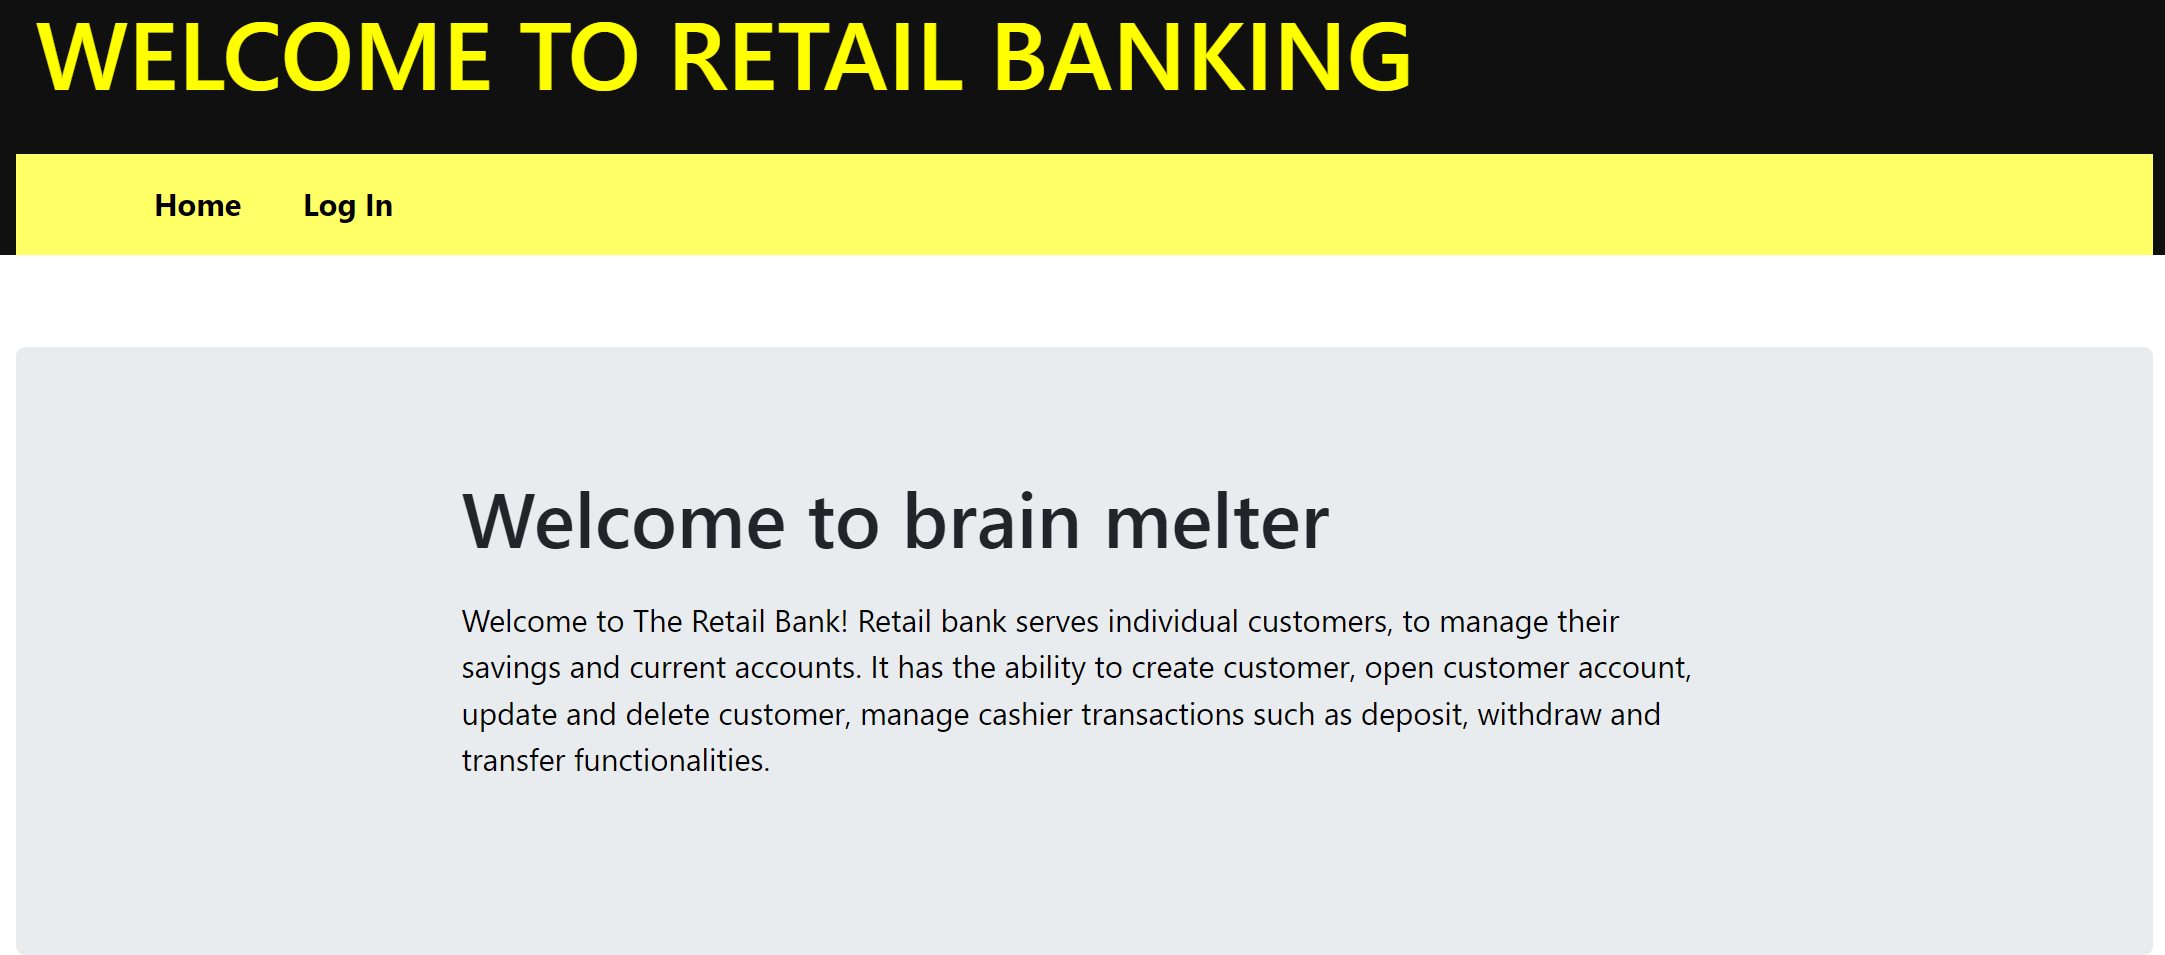 WELCOME TO RETAIL BANKING
Home Log In
Welcome to brain melter
Welcome to The Retail Bank! Retail bank serves individual customers, to manage their
savings and current accounts. It has the ability to create customer, open customer account,
update and delete customer, manage cashier transactions such as deposit, withdraw and
transfer functionalities.